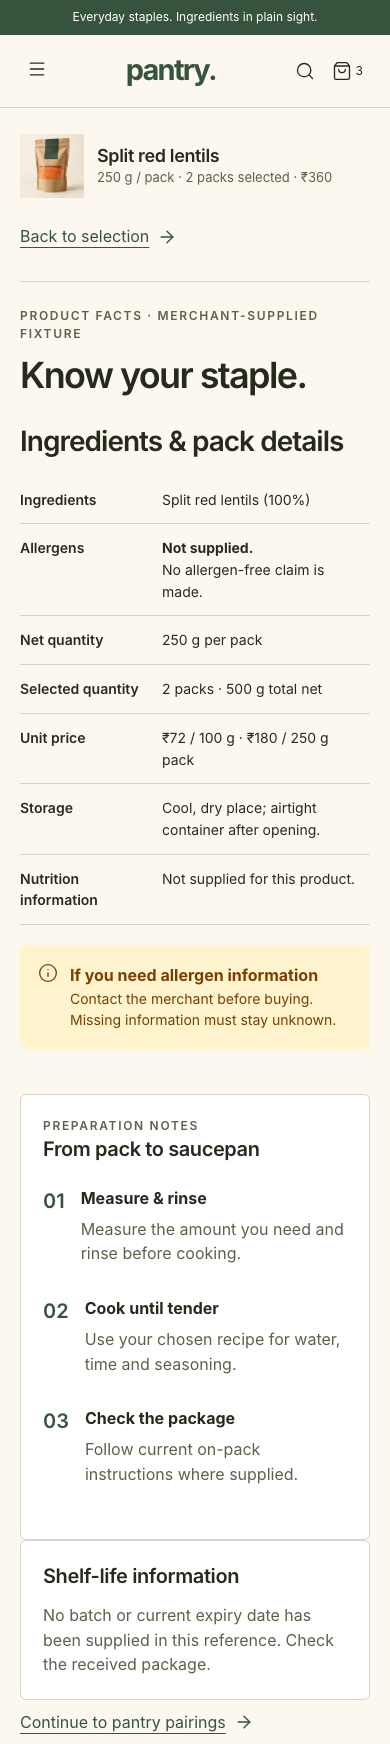 Everyday staples. Ingredients in plain sight.
pantry.
3
Split red lentils
250 g / pack · 2 packs selected · ₹360
Back to selection
PRODUCT FACTS · MERCHANT-SUPPLIED
FIXTURE
Know your staple.
Ingredients & pack details
Ingredients Split red lentils (100%)
Allergens Not supplied.
No allergen-free claim is
made.
Net quantity 250 g per pack
Selected quantity 2 packs · 500 g total net
Unit price ₹72 / 100 g · ₹180 / 250 g
pack
Storage Cool, dry place; airtight
container after opening.
Nutrition Not supplied for this product.
information
If you need allergen information
Contact the merchant before buying.
Missing information must stay unknown.
PREPARATION NOTES
From pack to saucepan
01 Measure & rinse
Measure the amount you need and
rinse before cooking.
02 Cook until tender
Use your chosen recipe for water,
time and seasoning.
03 Check the package
Follow current on-pack
instructions where supplied.
Shelf-life information
No batch or current expiry date has
been supplied in this reference. Check
the received package.
Continue to pantry pairings